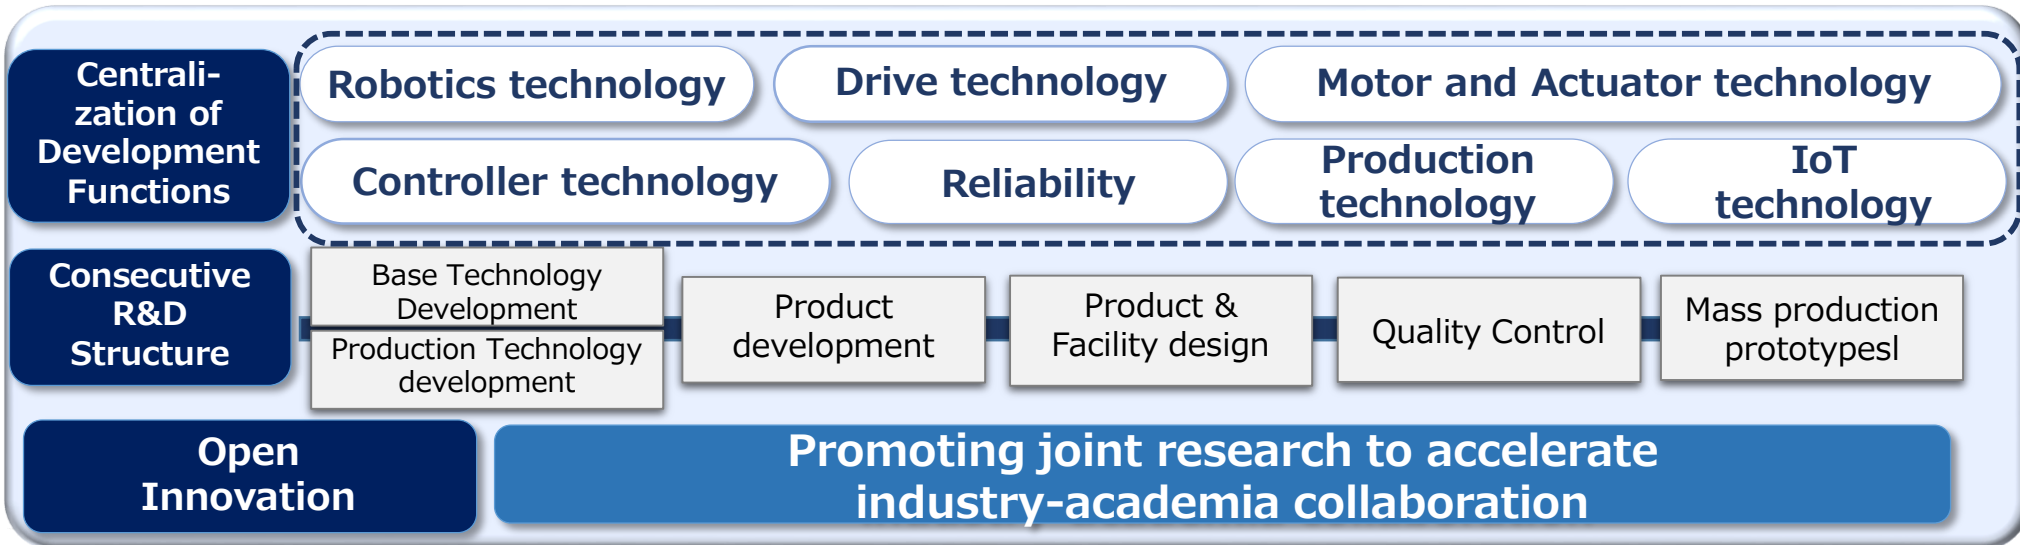 Centrali-
zation of
Development
Functions
Robotics technology
Drive technology
Motor and Actuator technology
Controller technology
Reliability
Production
technology
IoT
technology
Consecutive
R&D
Structure
Base Technology
Development
Production Technology
development
Product
development
Product &
Facility design
Quality Control
Mass production
prototypesl
Open
Innovation
Promoting joint research to accelerate
industry-academia collaboration